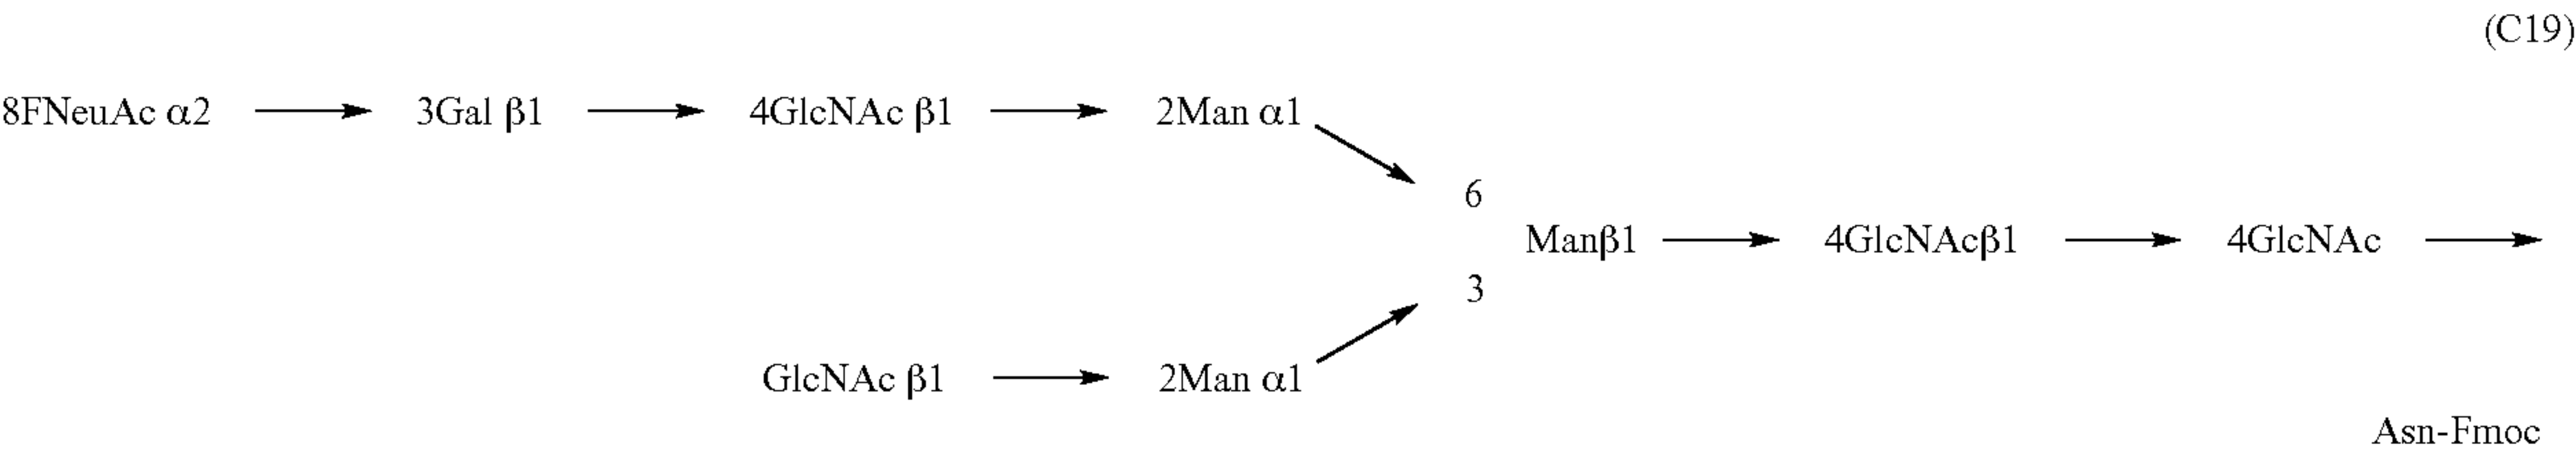 (C19)
8FNeuAc α2 → 3Gal β1 → 4GlcNAc β1 → 2Man α1
6
Manβ1 → 4GlcNAcβ1 → 4GlcNAc →
3
GlcNAc β1 → 2Man α1
Asn-Fmoc